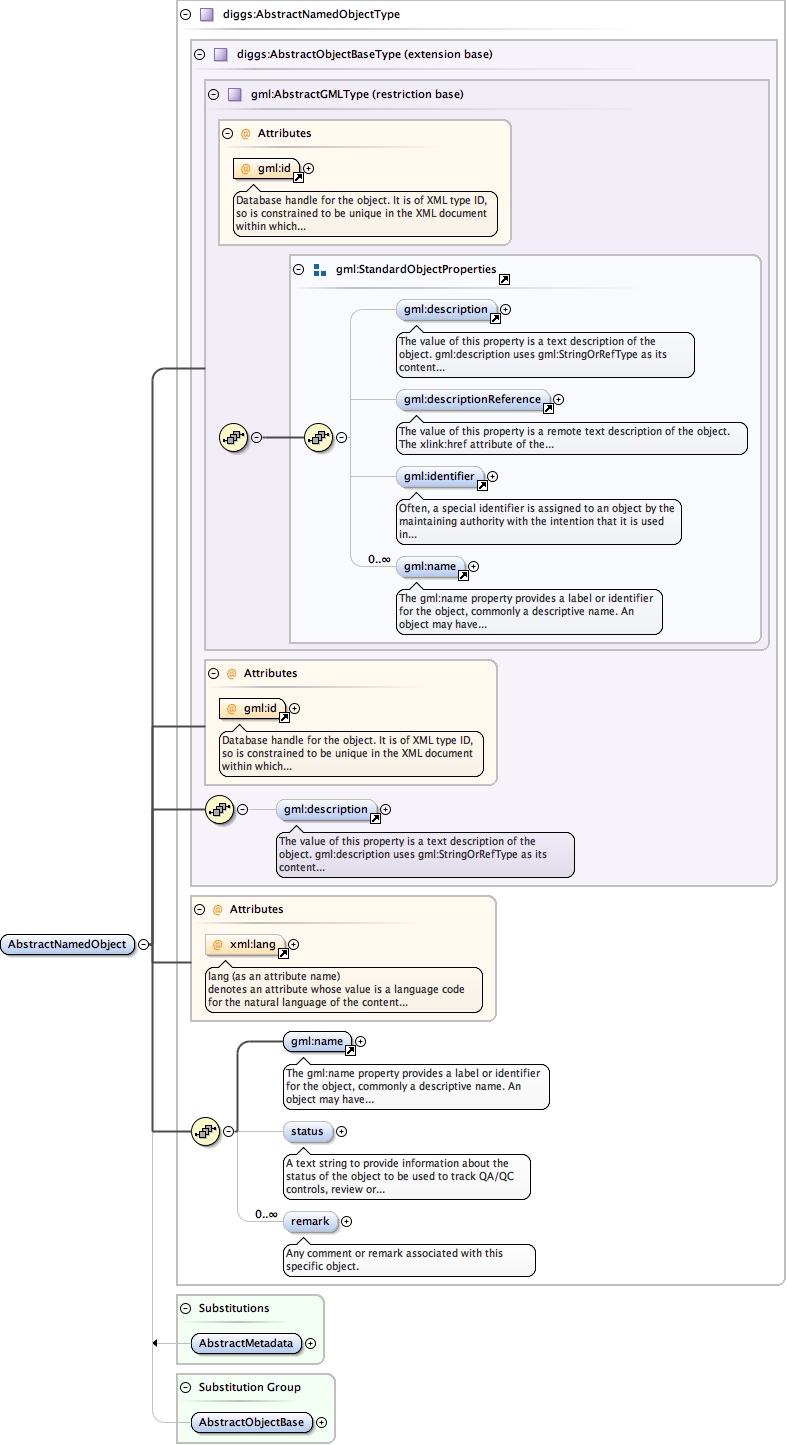 diggs:AbstractNamedObjectType
diggs:AbstractObjectBaseType (extension base)
gml:AbstractGMLType (restriction base)
@ Attributes
@ gml:id
Database handle for the object. It is of XML type ID,
so is constrained to be unique in the XML document
within which...
gml:StandardObjectProperties
gml:description
The value of this property is a text description of the
object. gml:description uses gml:StringOrRefType as its
content...
gml:descriptionReference
The value of this property is a remote text description of the object.
The xlink:href attribute of the...
gml:identifier
Often, a special identifier is assigned to an object by the
maintaining authority with the intention that it is used
in...
0..∞
gml:name
The gml:name property provides a label or identifier
for the object, commonly a descriptive name. An
object may have...
@ Attributes
@ gml:id
Database handle for the object. It is of XML type ID,
so is constrained to be unique in the XML document
within which...
gml:description
The value of this property is a text description of the
object. gml:description uses gml:StringOrRefType as its
content...
@ Attributes
AbstractNamedObject
@ xml:lang
lang (as an attribute name)
denotes an attribute whose value is a language code
for the natural language of the content...
gml:name
The gml:name property provides a label or identifier
for the object, commonly a descriptive name. An
object may have...
status
A text string to provide information about the
status of the object to be used to track QA/QC
controls, review or...
0..∞
remark
Any comment or remark associated with this
specific object.
Substitutions
AbstractMetadata
Substitution Group
AbstractObjectBase